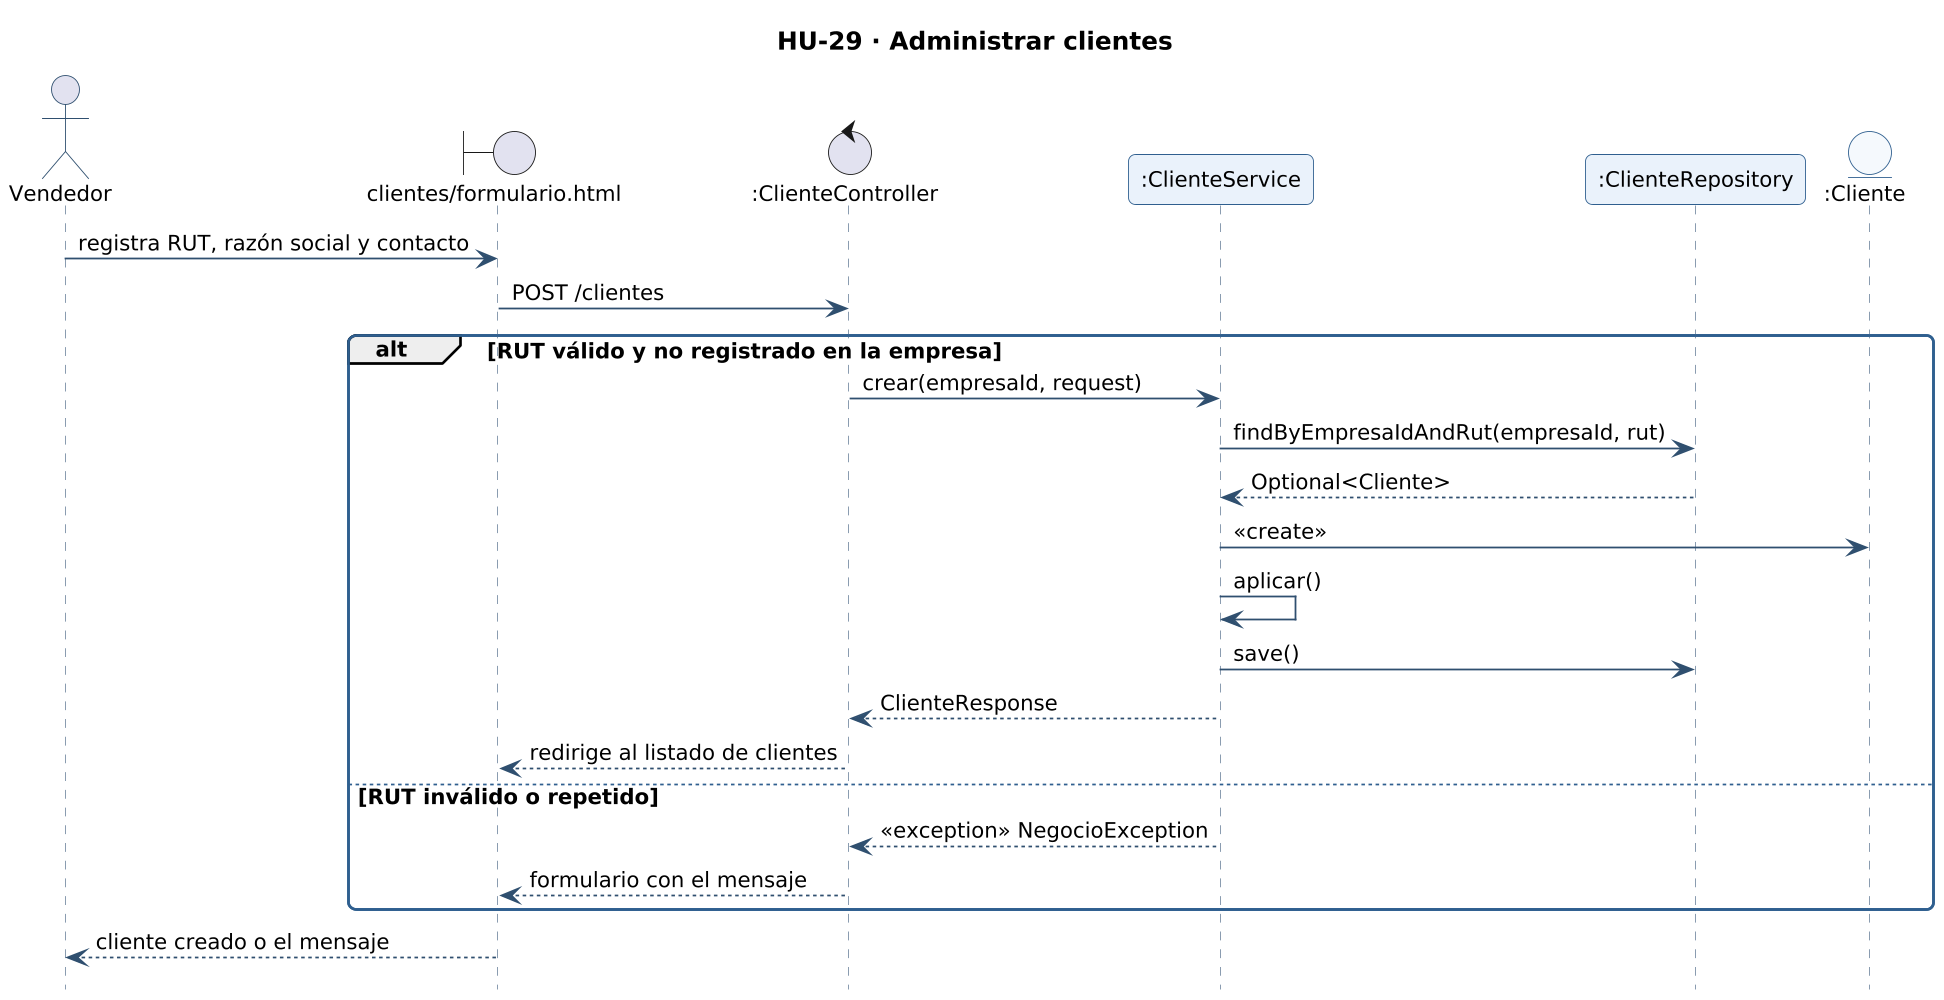 HU-29 · Administrar clientes
Vendedor
clientes/formulario.html
:ClienteController
:ClienteService
:ClienteRepository
:Cliente
registra RUT, razón social y contacto
POST /clientes
alt
[RUT válido y no registrado en la empresa]
crear(empresaId, request)
findByEmpresaIdAndRut(empresaId, rut)
Optional<Cliente>
«create»
aplicar()
save()
ClienteResponse
redirige al listado de clientes
[RUT inválido o repetido]
«exception» NegocioException
formulario con el mensaje
cliente creado o el mensaje